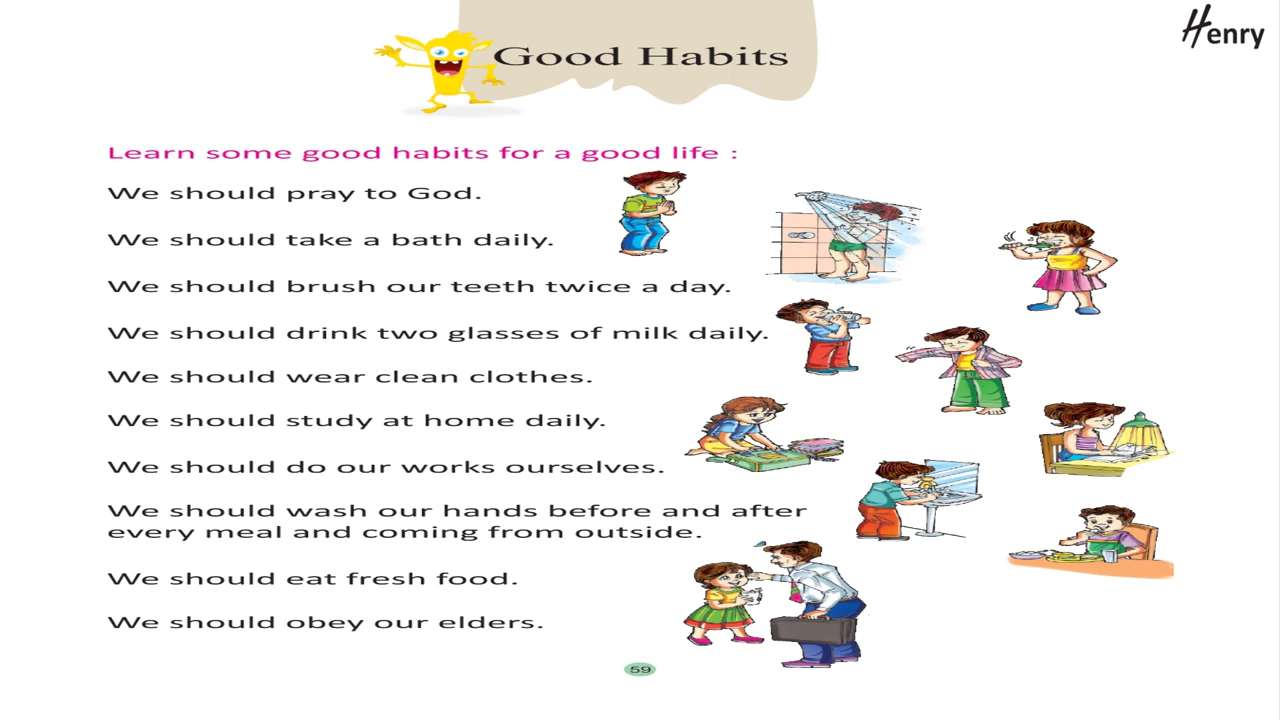 Henry
Good Habits
Learn some good habits for a good life :
We should pray to God.
We should take a bath daily.
We should brush our teeth twice a day.
We should drink two glasses of milk daily.
We should wear clean clothes.
We should study at home daily.
We should do our works ourselves.
We should wash our hands before and after
every meal and coming from outside.
We should eat fresh food.
We should obey our elders.
59